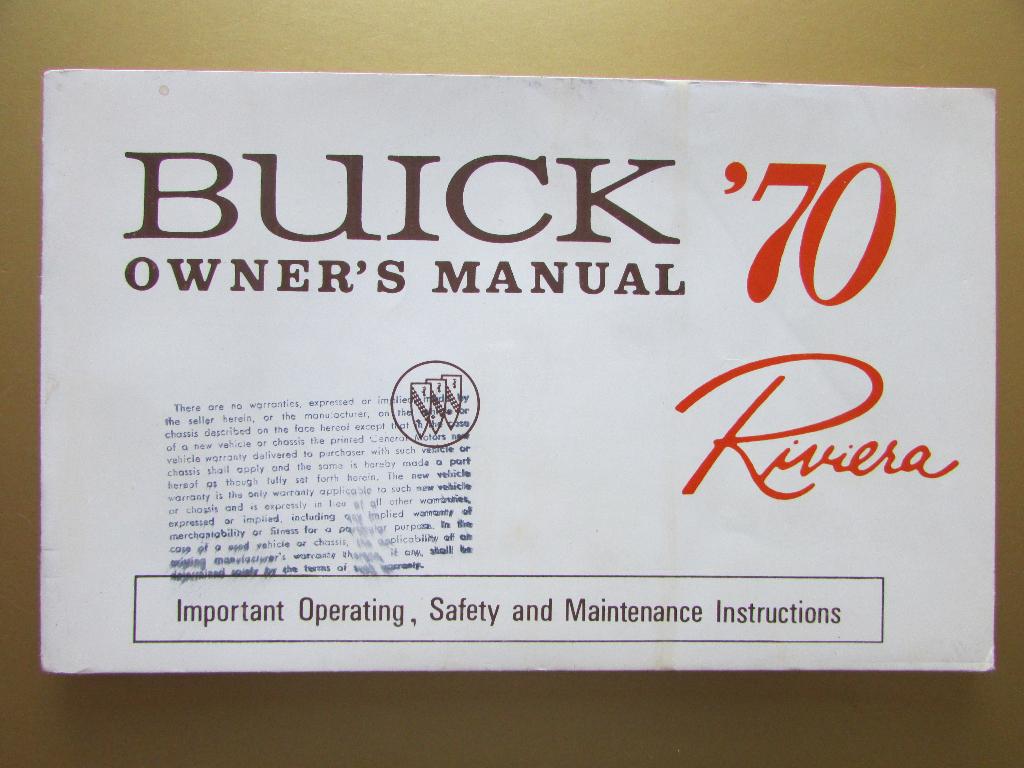 BUICK '70
OWNER'S MANUAL
Riviera
There are no warranties, expressed or implied made by
the seller herein, or the manufacturer, on the vehicle or
chassis described on the face hereof except that in the case
of a new vehicle or chassis the printed General Motors new
vehicle warranty delivered to purchaser with such vehicle or
chassis shall apply and the same is hereby made a part
hereof as though fully set forth herein. The new vehicle
warranty is the only warranty applicable to such new vehicle
or chassis and is expressly in lieu of all other warranties,
expressed or implied, including any implied warranty of
merchantability or fitness for a particular purpose. In the
case of a used vehicle or chassis, the applicability of an
existing manufacturer's warranty thereon, if any, shall be
determined solely by the terms of such warranty.
Important Operating, Safety and Maintenance Instructions